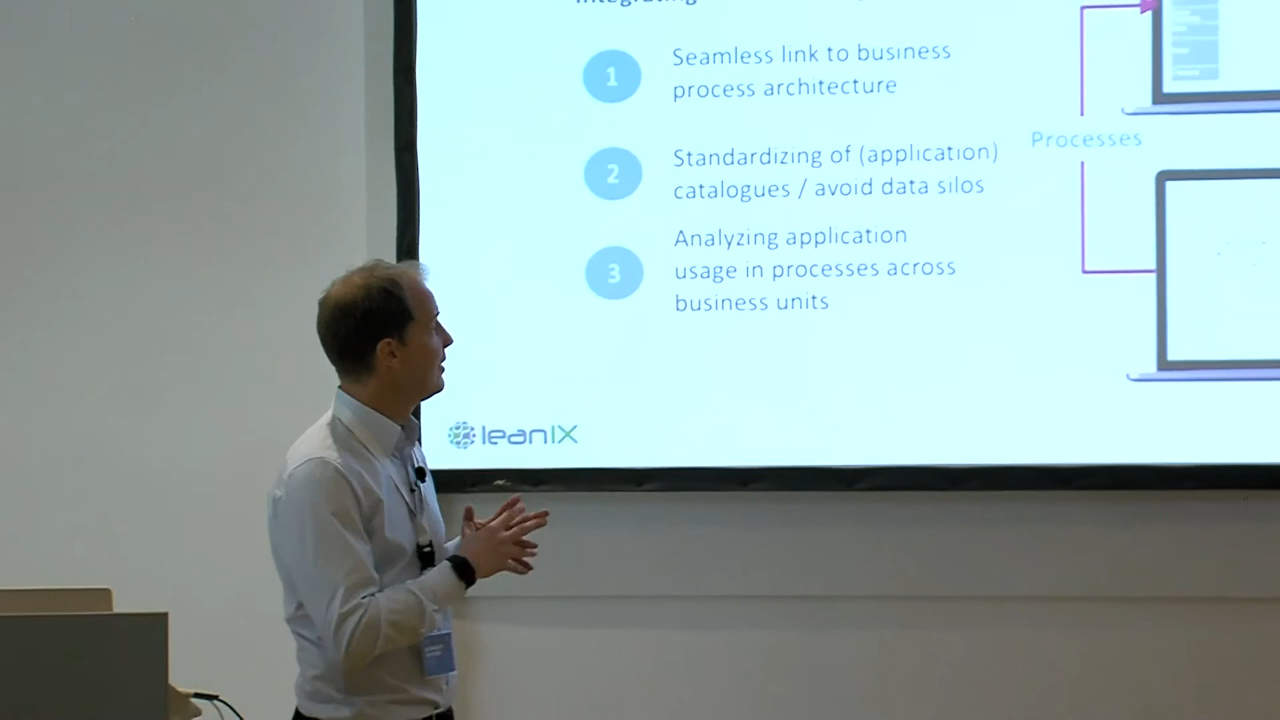 Integrating
1
Seamless link to business
process architecture
2
Standardizing of (application)
catalogues / avoid data silos
3
Analyzing application
usage in processes across
business units
Processes
leanIX